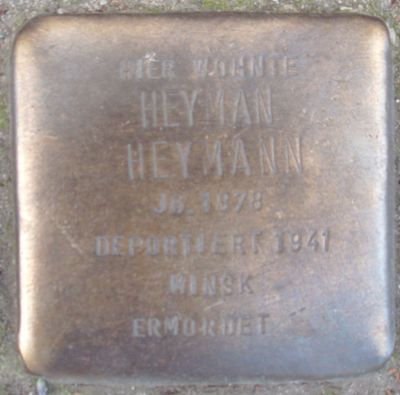 HIER WOHNTE
HEYMAN
HEYMANN
JG. 1878
DEPORTIERT 1941
MINSK
ERMORDET